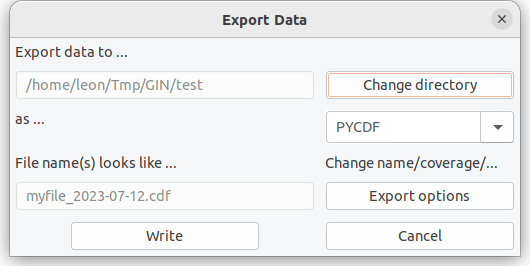 Export Data
Export data to ...
/home/leon/Tmp/GIN/test
Change directory
as ...
PYCDF
File name(s) looks like ...
Change name/coverage/...
myfile_2023-07-12.cdf
Export options
Write
Cancel